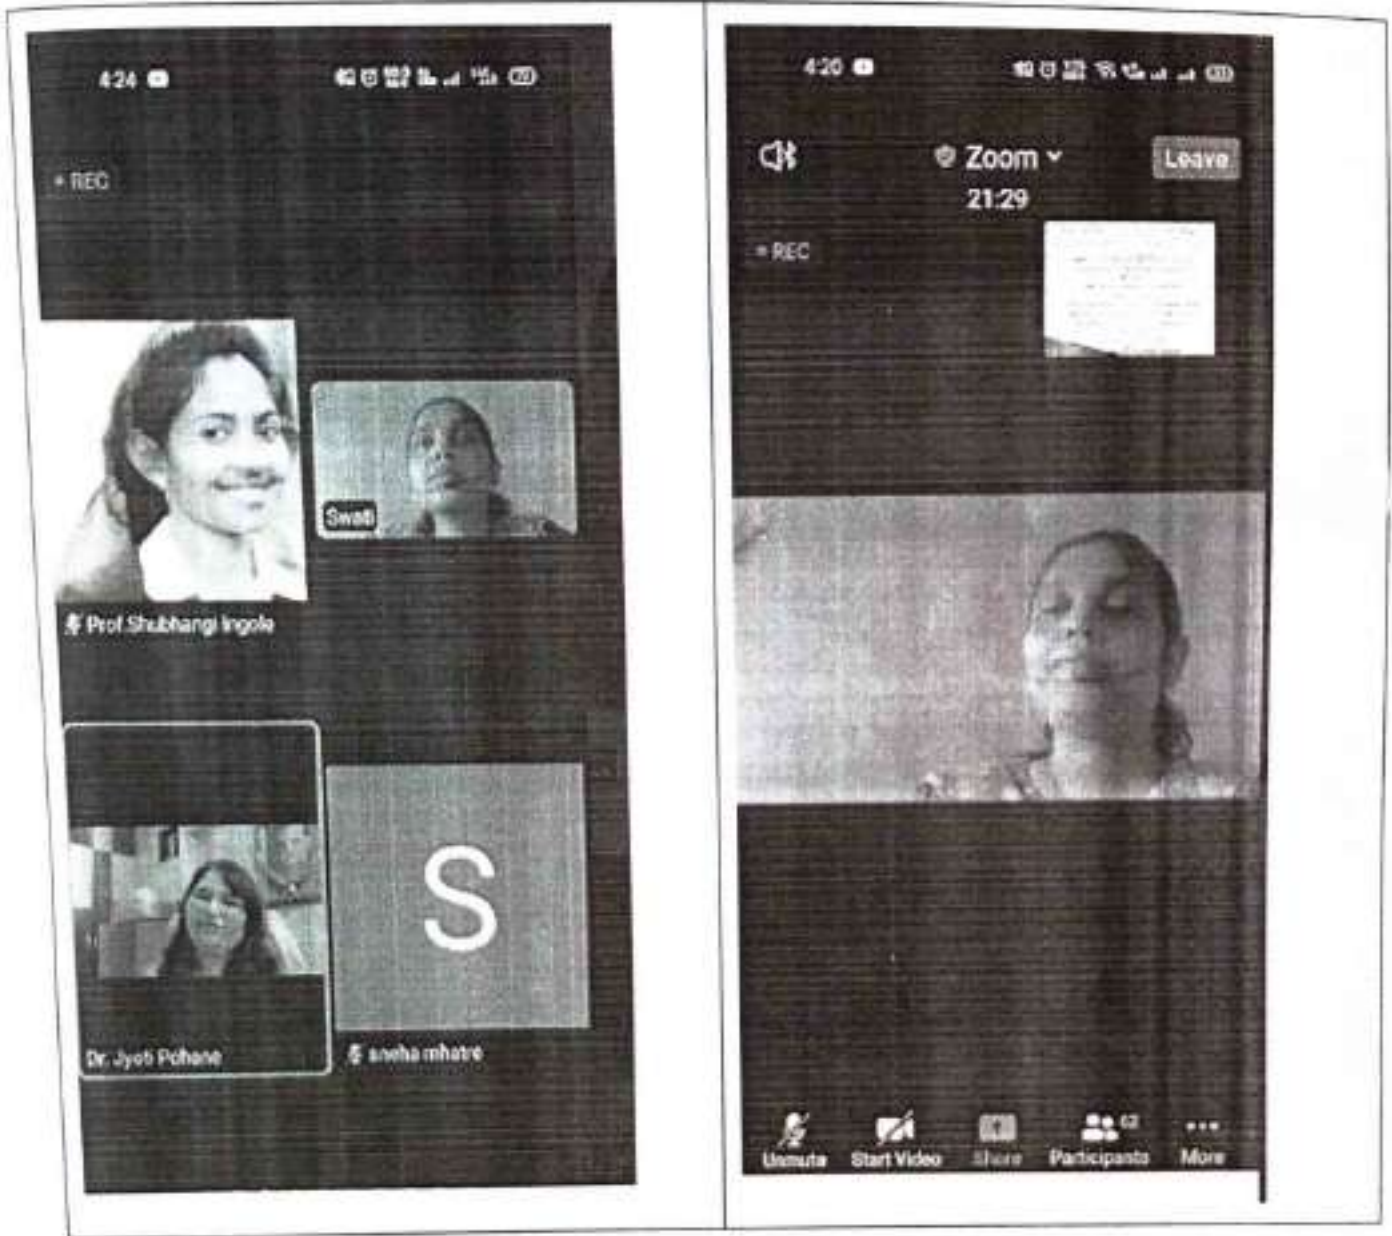 4:24
REC
Swati
Prof.Shubhangi Ingole
Dr. Jyoti Pohane
S
sneha mhatre
4:20
Zoom
Leave
21:29
REC
Unmute
Start Video
Share
Participants
More